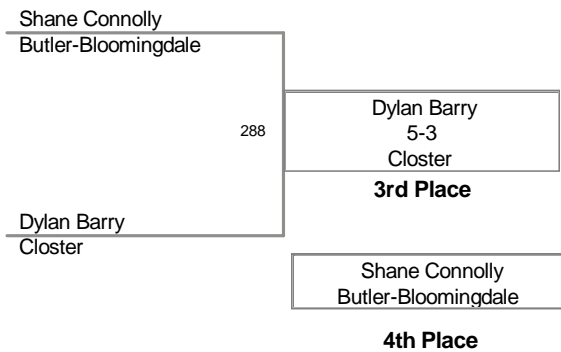 Shane Connolly
Butler-Bloomingdale
288
Dylan Barry
5-3
Closter
3rd Place
Dylan Barry
Closter
Shane Connolly
Butler-Bloomingdale
4th Place